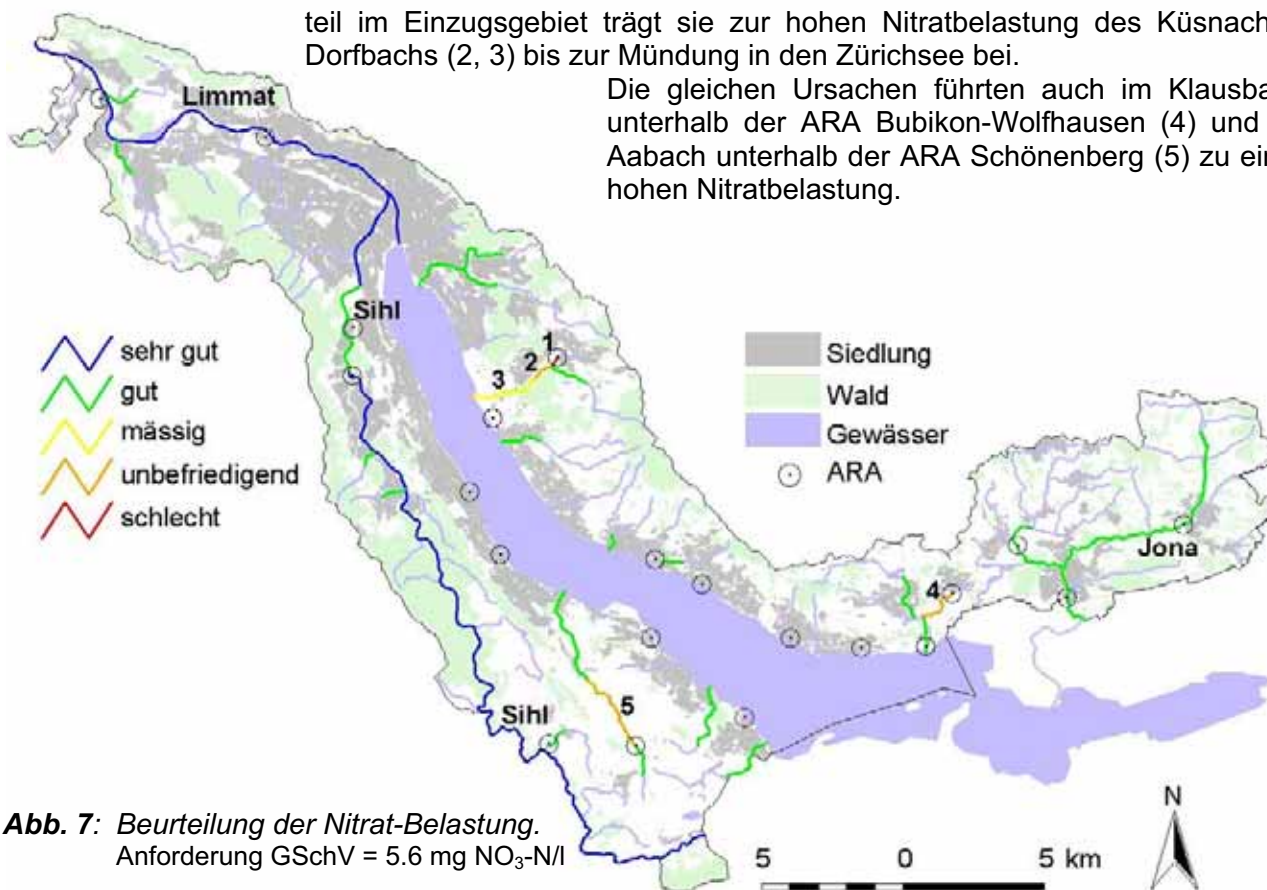 teil im Einzugsgebiet trägt sie zur hohen Nitratbelastung des Küsnach
Dorfbachs (2, 3) bis zur Mündung in den Zürichsee bei.
Die gleichen Ursachen führten auch im Klausba
unterhalb der ARA Bubikon-Wolfhausen (4) und
Aabach unterhalb der ARA Schönenberg (5) zu ein
hohen Nitratbelastung.
Limmat
Sihl
1
2
3
sehr gut
gut
mässig
unbefriedigend
schlecht
Siedlung
Wald
Gewässer
ARA
Jona
4
5
Sihl
Abb. 7: Beurteilung der Nitrat-Belastung.
Anforderung GSchV = 5.6 mg NO₃-N/l
5 0 5 km
N